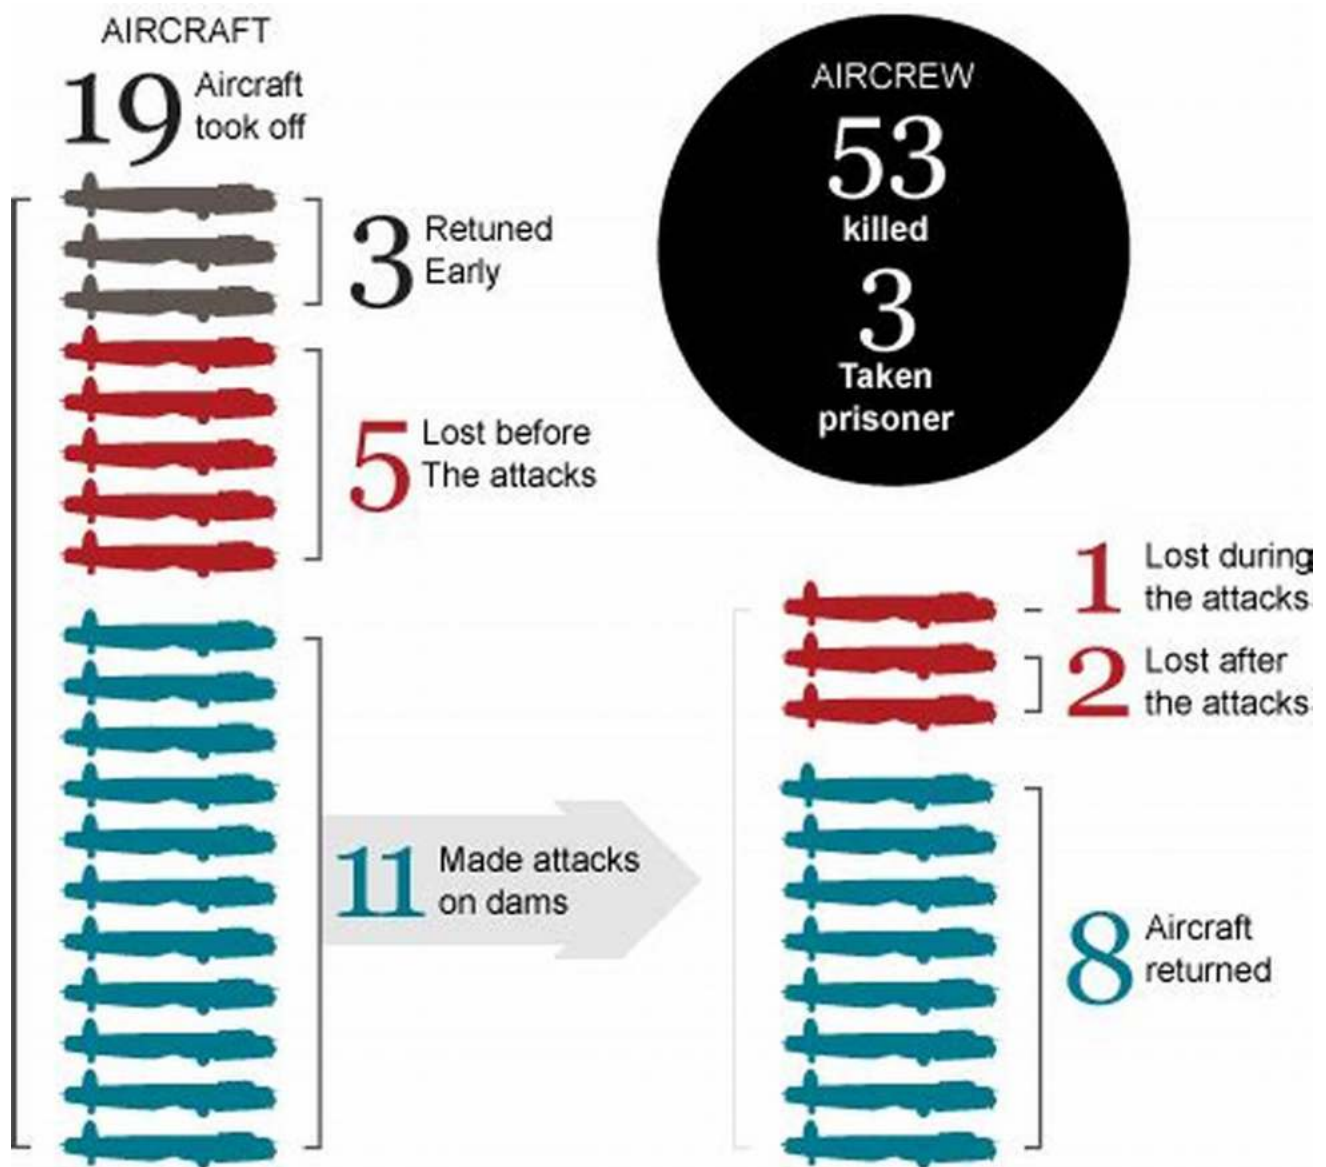 AIRCRAFT
19 Aircraft
took off
3 Retuned
Early
5 Lost before
The attacks
11 Made attacks
on dams
AIRCREW
53
killed
3
Taken
prisoner
1 Lost during
the attacks
2 Lost after
the attacks
8 Aircraft
returned